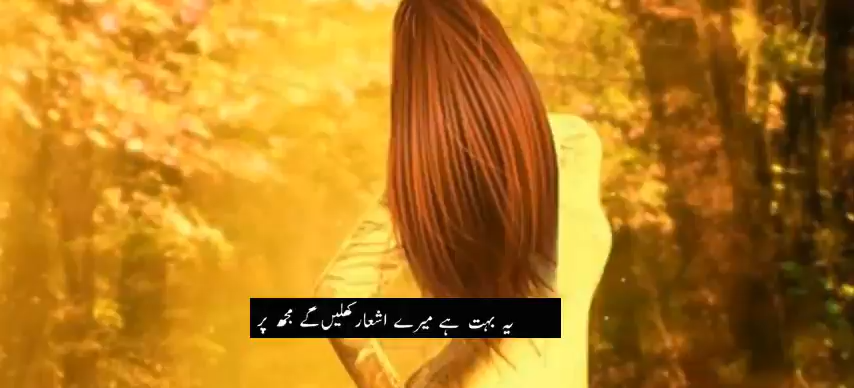 یہ بہت ہے میرے اشعار کھلیں گے مجھ پر